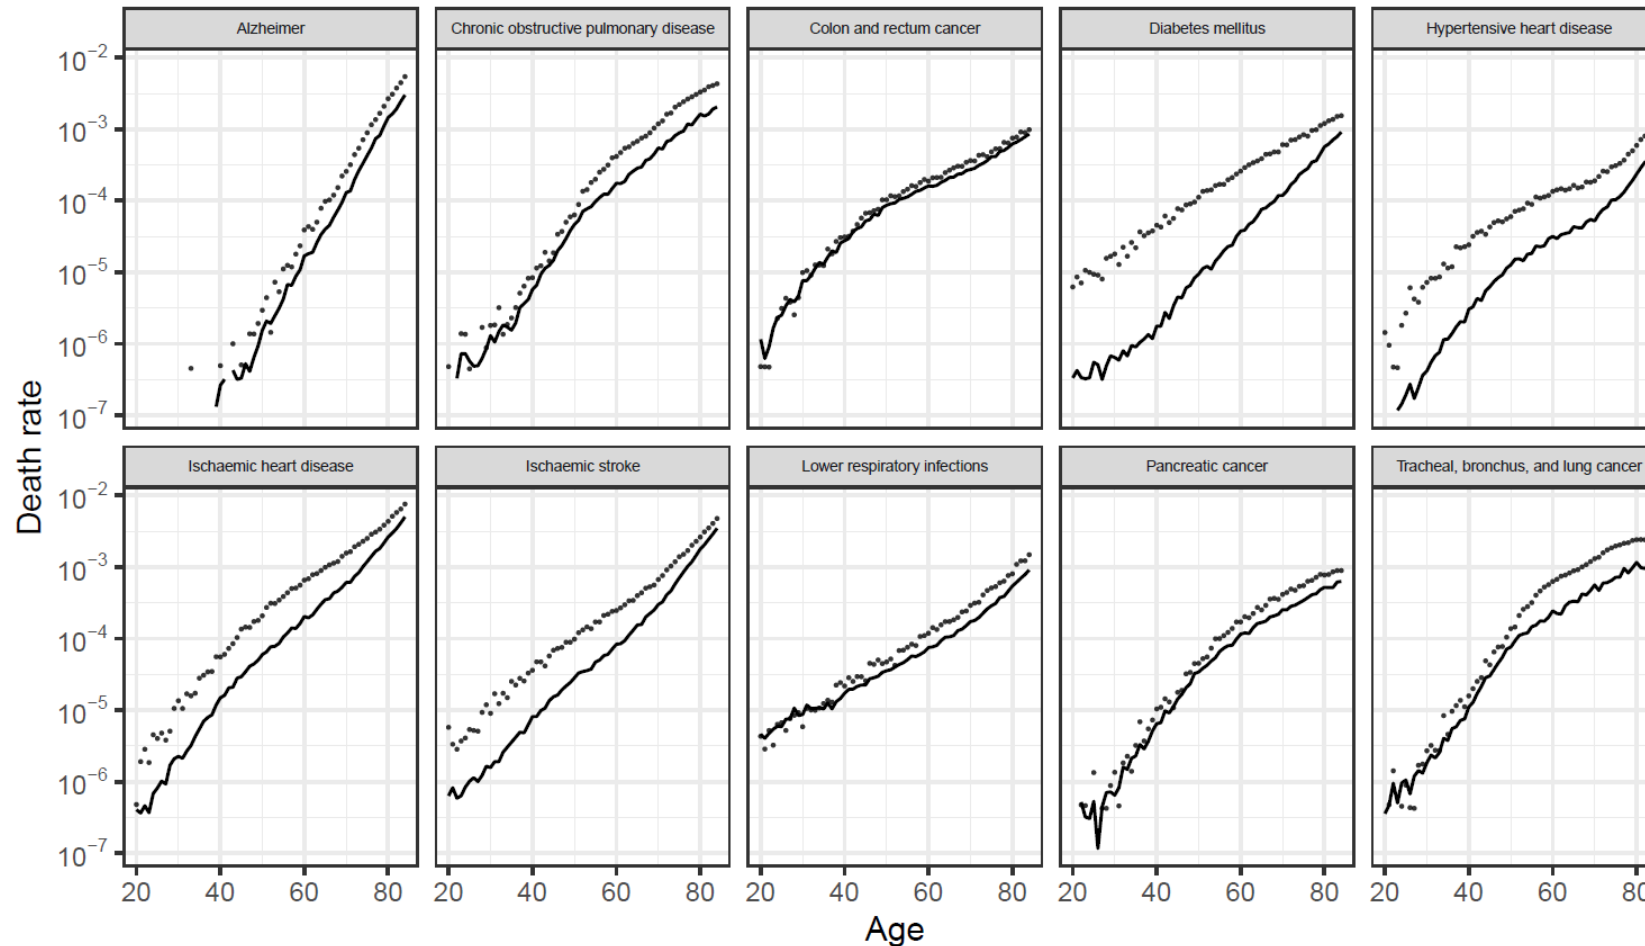 Alzheimer
Chronic obstructive pulmonary disease
Colon and rectum cancer
Diabetes mellitus
Hypertensive heart disease
10⁻²
10⁻³
10⁻⁴
10⁻⁵
10⁻⁶
10⁻⁷
Death rate
Ischaemic heart disease
Ischaemic stroke
Lower respiratory infections
Pancreatic cancer
Tracheal, bronchus, and lung cancer
10⁻²
10⁻³
10⁻⁴
10⁻⁵
10⁻⁶
10⁻⁷
20 40 60 80 20 40 60 80 20 40 60 80 20 40 60 80 20 40 60 80
Age